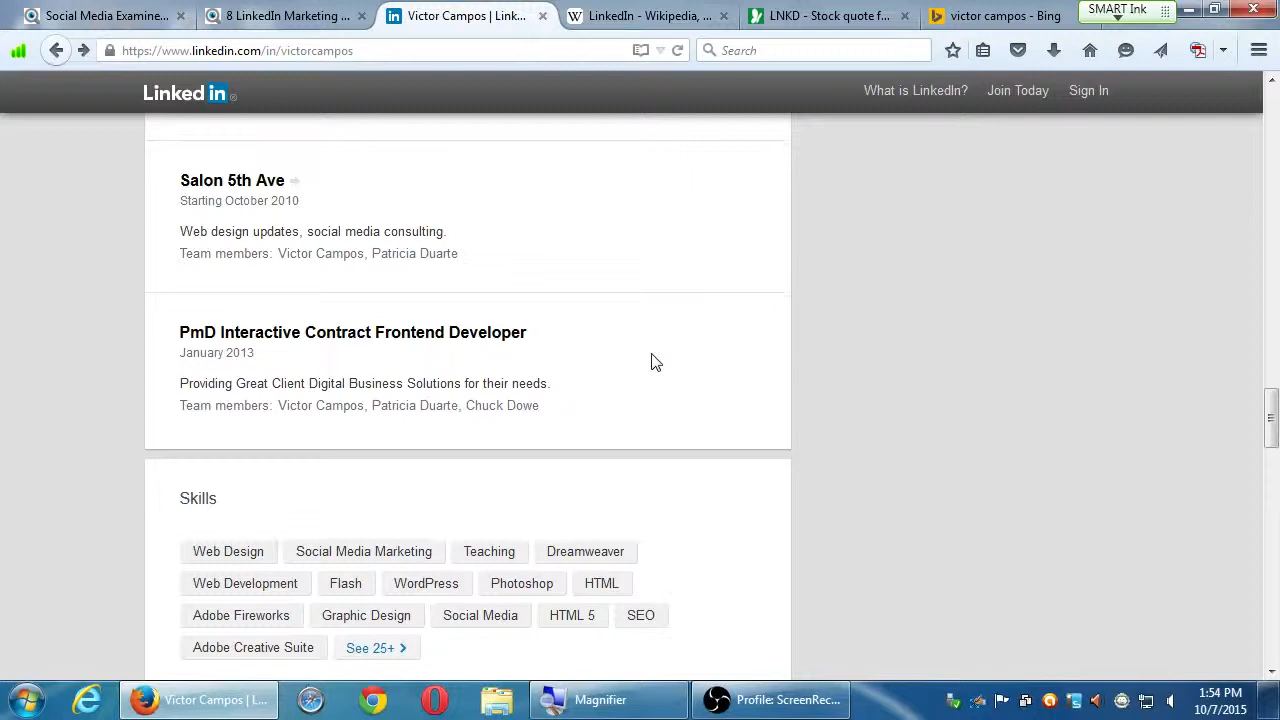 Social Media Examine...
8 LinkedIn Marketing ...
Victor Campos | Link...
LinkedIn - Wikipedia, ...
LNKD - Stock quote f...
victor campos - Bing
SMART Ink
https://www.linkedin.com/in/victorcampos
Search
Linked in
What is LinkedIn?
Join Today
Sign In
Salon 5th Ave
Starting October 2010
Web design updates, social media consulting.
Team members: Victor Campos, Patricia Duarte
PmD Interactive Contract Frontend Developer
January 2013
Providing Great Client Digital Business Solutions for their needs.
Team members: Victor Campos, Patricia Duarte, Chuck Dowe
Skills
Web Design Social Media Marketing Teaching Dreamweaver
Web Development Flash WordPress Photoshop HTML
Adobe Fireworks Graphic Design Social Media HTML 5 SEO
Adobe Creative Suite See 25+
Victor Campos | L...
Magnifier
Profile: ScreenRec...
1:54 PM
10/7/2015